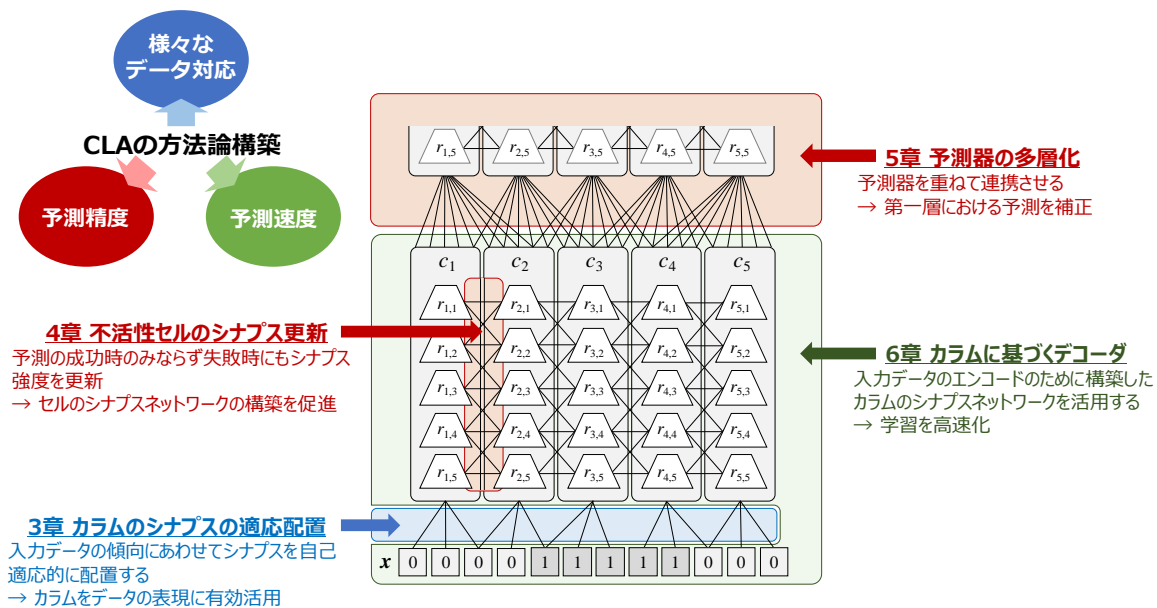 様々な
データ対応
CLAの方法論構築
予測精度
予測速度
r1,5 r2,5 r3,5 r4,5 r5,5
5章 予測器の多層化
予測器を重ねて連携させる
→ 第一層における予測を補正
c1 c2 c3 c4 c5
r1,1 r2,1 r3,1 r4,1 r5,1
r1,2 r2,2 r3,2 r4,2 r5,2
r1,3 r2,3 r3,3 r4,3 r5,3
r1,4 r2,4 r3,4 r4,4 r5,4
r1,5 r2,5 r3,5 r4,5 r5,5
4章 不活性セルのシナプス更新
予測の成功時のみならず失敗時にもシナプス
強度を更新
→ セルのシナプスネットワークの構築を促進
6章 カラムに基づくデコーダ
入力データのエンコードのために構築した
カラムのシナプスネットワークを活用する
→ 学習を高速化
3章 カラムのシナプスの適応配置
入力データの傾向にあわせてシナプスを自己
適応的に配置する
→ カラムをデータの表現に有効活用
x 0 0 0 0 1 1 1 1 1 0 0 0